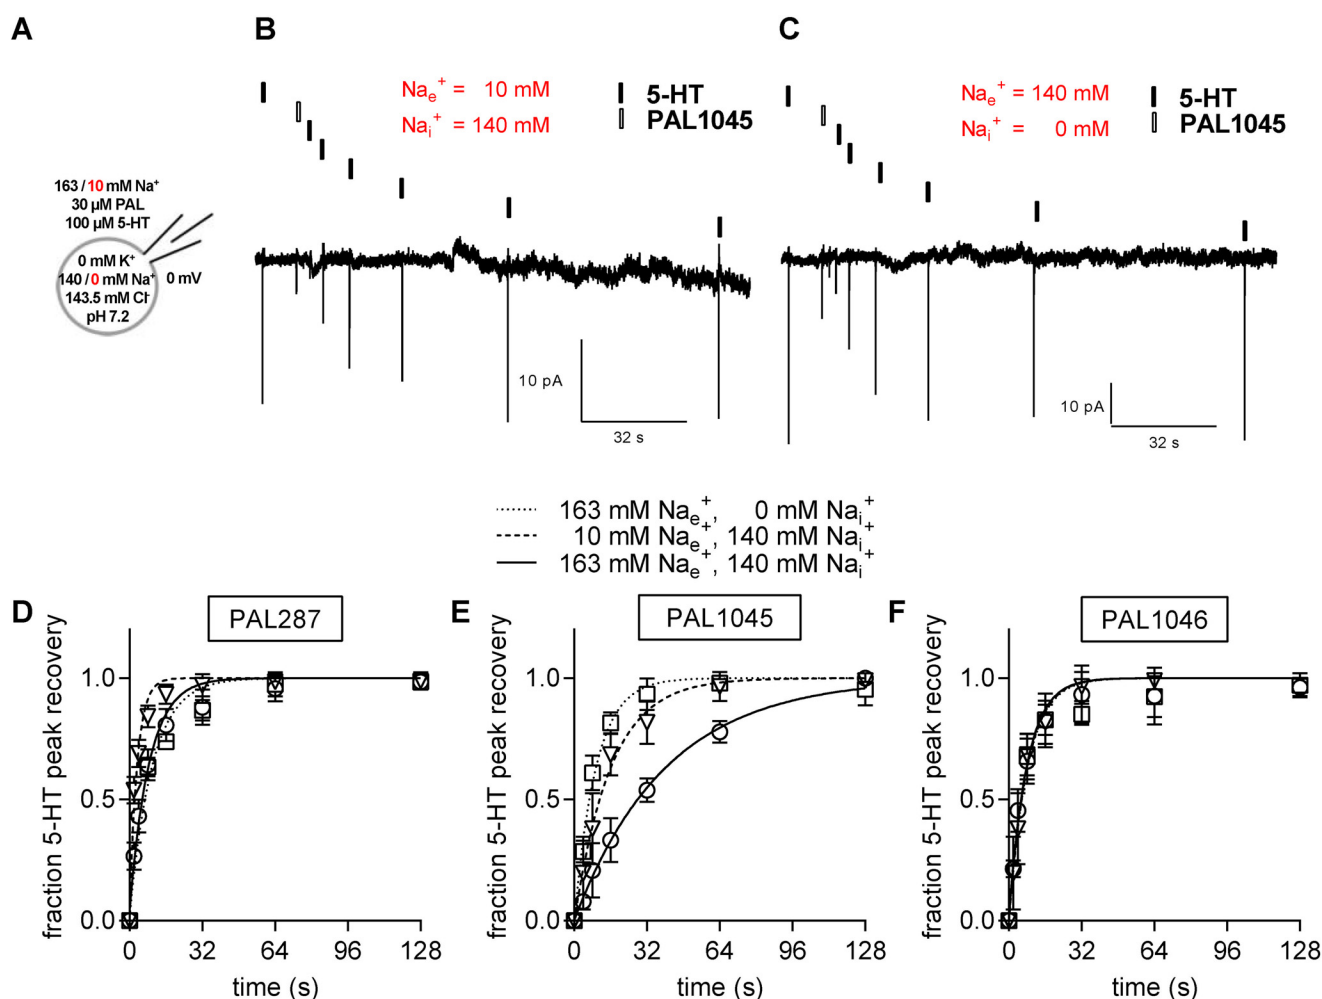 A
B
C
Naₑ⁺ = 10 mM
Naᵢ⁺ = 140 mM
5-HT
PAL1045
Naₑ⁺ = 140 mM
Naᵢ⁺ = 0 mM
5-HT
PAL1045
163 / 10 mM Na⁺
30 µM PAL
100 µM 5-HT
0 mM K⁺
140 / 0 mM Na⁺
0 mV
143.5 mM Cl⁻
pH 7.2
10 pA
32 s
10 pA
32 s
163 mM Naₑ⁺, 0 mM Naᵢ⁺
10 mM Naₑ⁺, 140 mM Naᵢ⁺
163 mM Naₑ⁺, 140 mM Naᵢ⁺
D
PAL287
fraction 5-HT peak recovery
1.0
0.5
0.0
0 32 64 96 128
time (s)
E
PAL1045
fraction 5-HT peak recovery
1.0
0.5
0.0
0 32 64 96 128
time (s)
F
PAL1046
fraction 5-HT peak recovery
1.0
0.5
0.0
0 32 64 96 128
time (s)